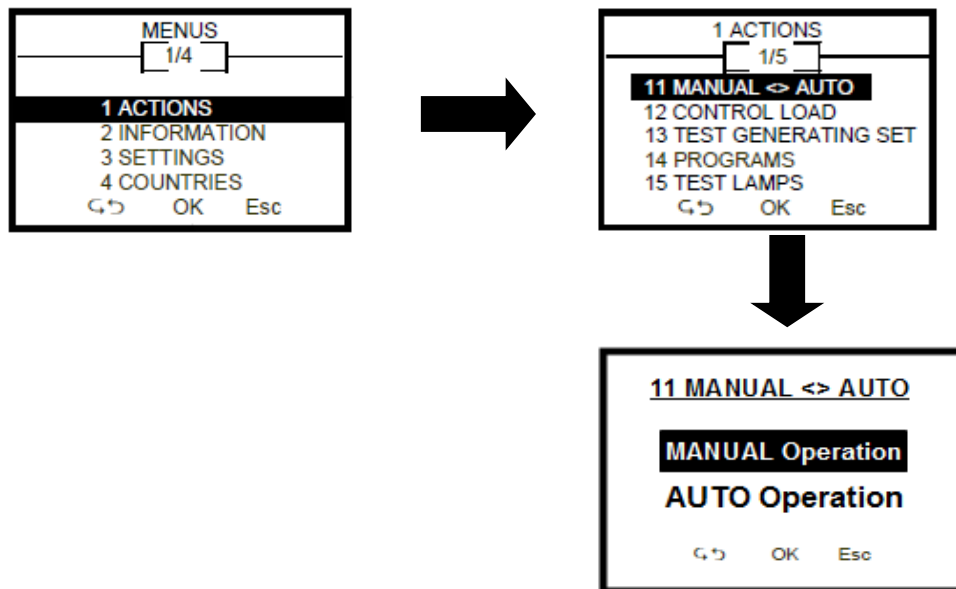 MENUS
1/4
1 ACTIONS
2 INFORMATION
3 SETTINGS
4 COUNTRIES
OK Esc
1 ACTIONS
1/5
11 MANUAL <> AUTO
12 CONTROL LOAD
13 TEST GENERATING SET
14 PROGRAMS
15 TEST LAMPS
OK Esc
11 MANUAL <> AUTO
MANUAL Operation
AUTO Operation
OK Esc